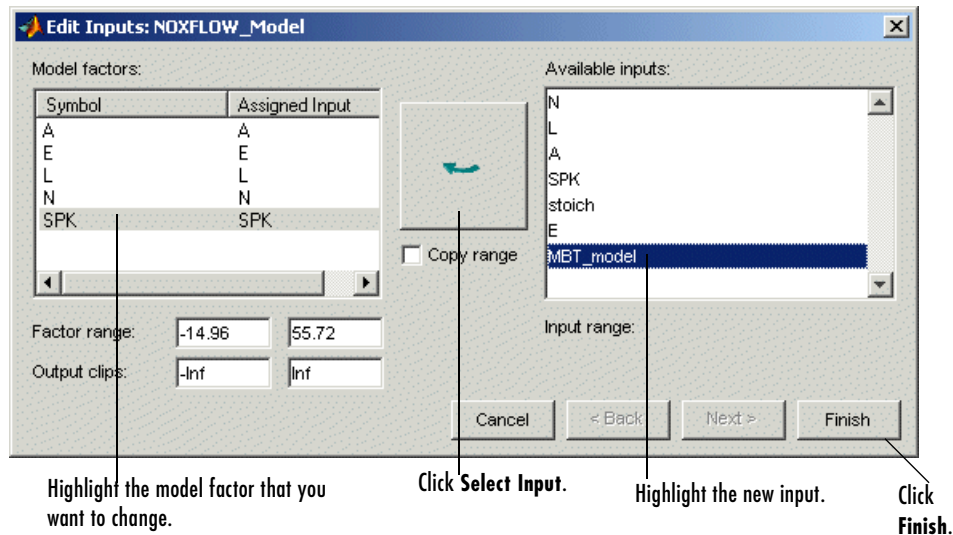 Edit Inputs: NOXFLOW_Model
Model factors:
Symbol Assigned Input
A A
E E
L L
N N
SPK SPK
Copy range
Available inputs:
N
L
A
SPK
stoich
E
MBT_model
Factor range: -14.96 55.72
Input range:
Output clips: -Inf Inf
Cancel < Back Next > Finish
Highlight the model factor that you
want to change.
Click Select Input.
Highlight the new input.
Click
Finish.